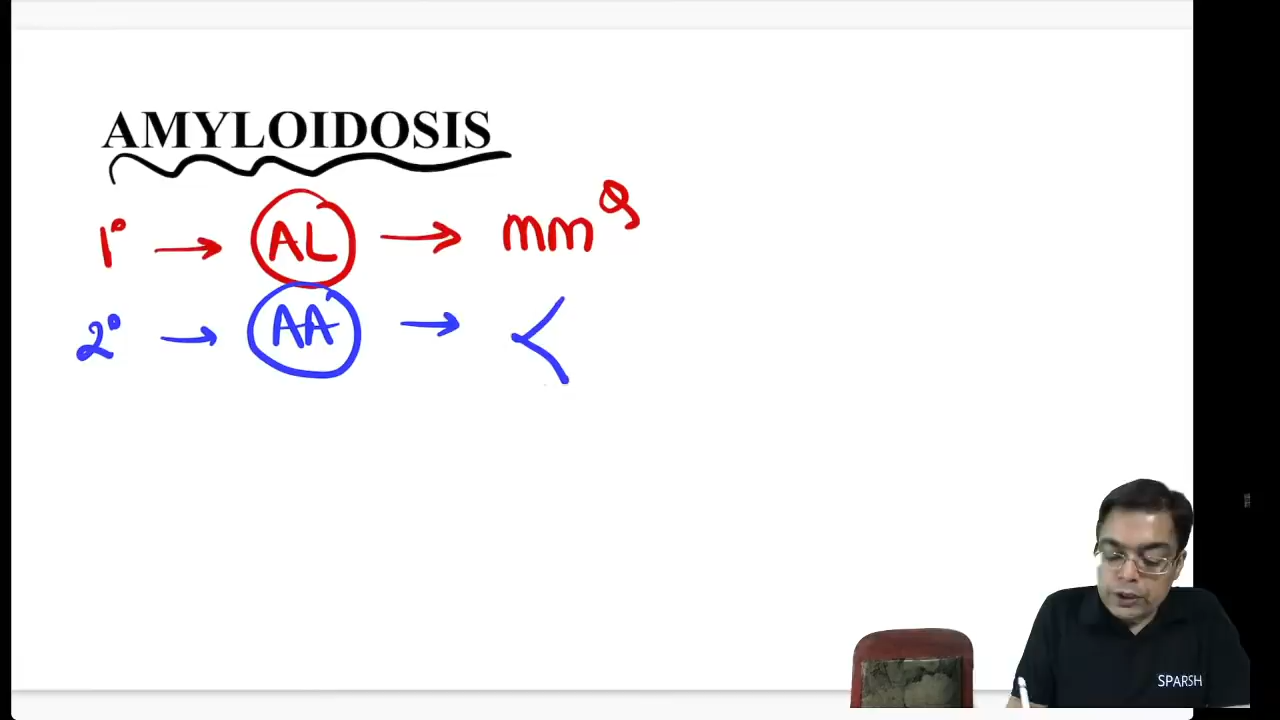 AMYLOIDOSIS
1° → AL → mm
2° → AA → <
SPARSH